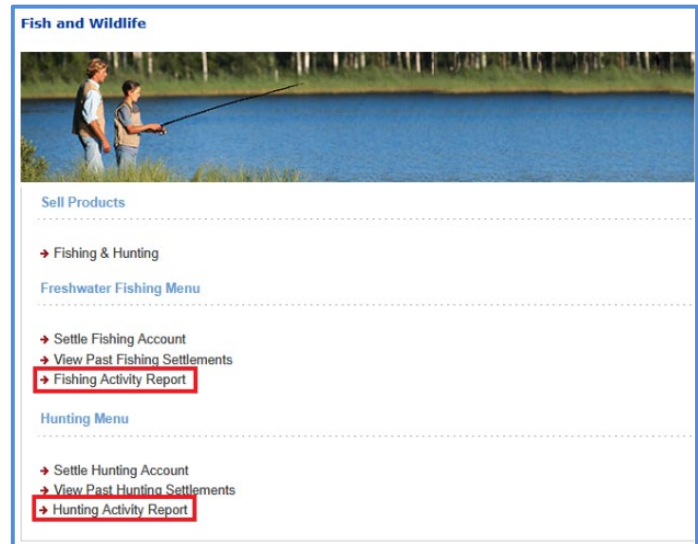 Fish and Wildlife
Sell Products
Fishing & Hunting
Freshwater Fishing Menu
Settle Fishing Account
View Past Fishing Settlements
Fishing Activity Report
Hunting Menu
Settle Hunting Account
View Past Hunting Settlements
Hunting Activity Report